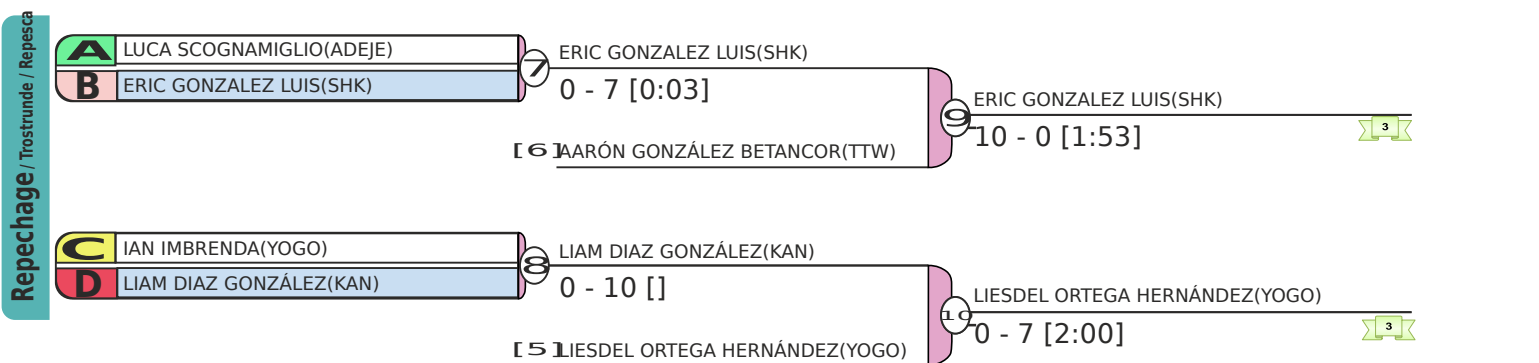 Repechage / Trostrunde / Repesca
A LUCA SCOGNAMIGLIO(ADEJE)
B ERIC GONZALEZ LUIS(SHK)
7
ERIC GONZALEZ LUIS(SHK)
0 - 7 [0:03]
[6] AARÓN GONZÁLEZ BETANCOR(TTW)
9
ERIC GONZALEZ LUIS(SHK)
10 - 0 [1:53]
3
C IAN IMBRENDA(YOGO)
D LIAM DIAZ GONZÁLEZ(KAN)
8
LIAM DIAZ GONZÁLEZ(KAN)
0 - 10 []
[5] LIESDEL ORTEGA HERNÁNDEZ(YOGO)
10
LIESDEL ORTEGA HERNÁNDEZ(YOGO)
0 - 7 [2:00]
3